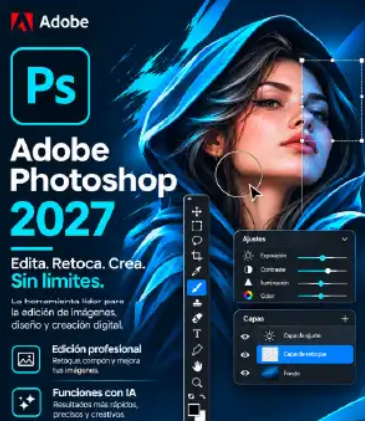 Adobe
Ps
Adobe
Photoshop
2027
Edita. Retoca. Crea.
Sin límites.
La herramienta líder para
la edición de imágenes,
diseño y creación digital.
Edición profesional
Retoque, compón y mejora
tus imágenes.
Funciones con IA
Resultados más rápidos,
precisos y creativos
T
Ajustes
Exposición
Contraste
Iluminación
Color
Capas
Capa de ajuste
Capa de retoque
Fondo